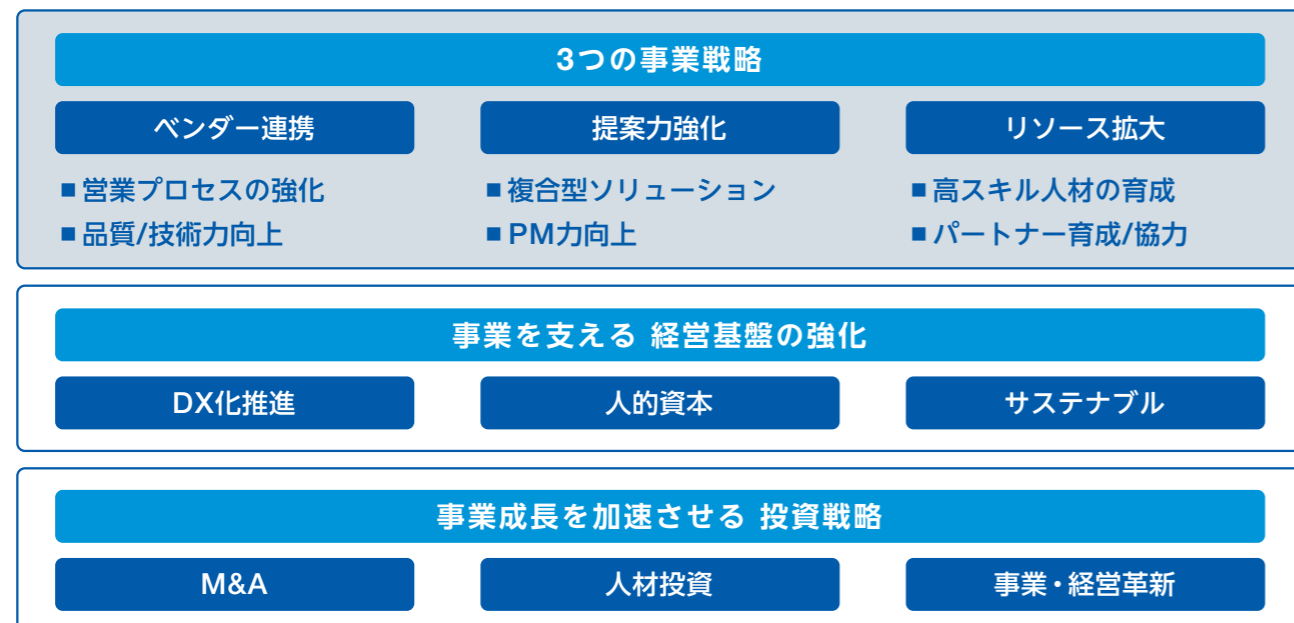 3つの事業戦略
ベンダー連携
■営業プロセスの強化
■品質/技術力向上
提案力強化
■複合型ソリューション
■PM力向上
リソース拡大
■高スキル人材の育成
■パートナー育成/協力
事業を支える 経営基盤の強化
DX化推進
人的資本
サステナブル
事業成長を加速させる 投資戦略
M&A
人材投資
事業・経営革新